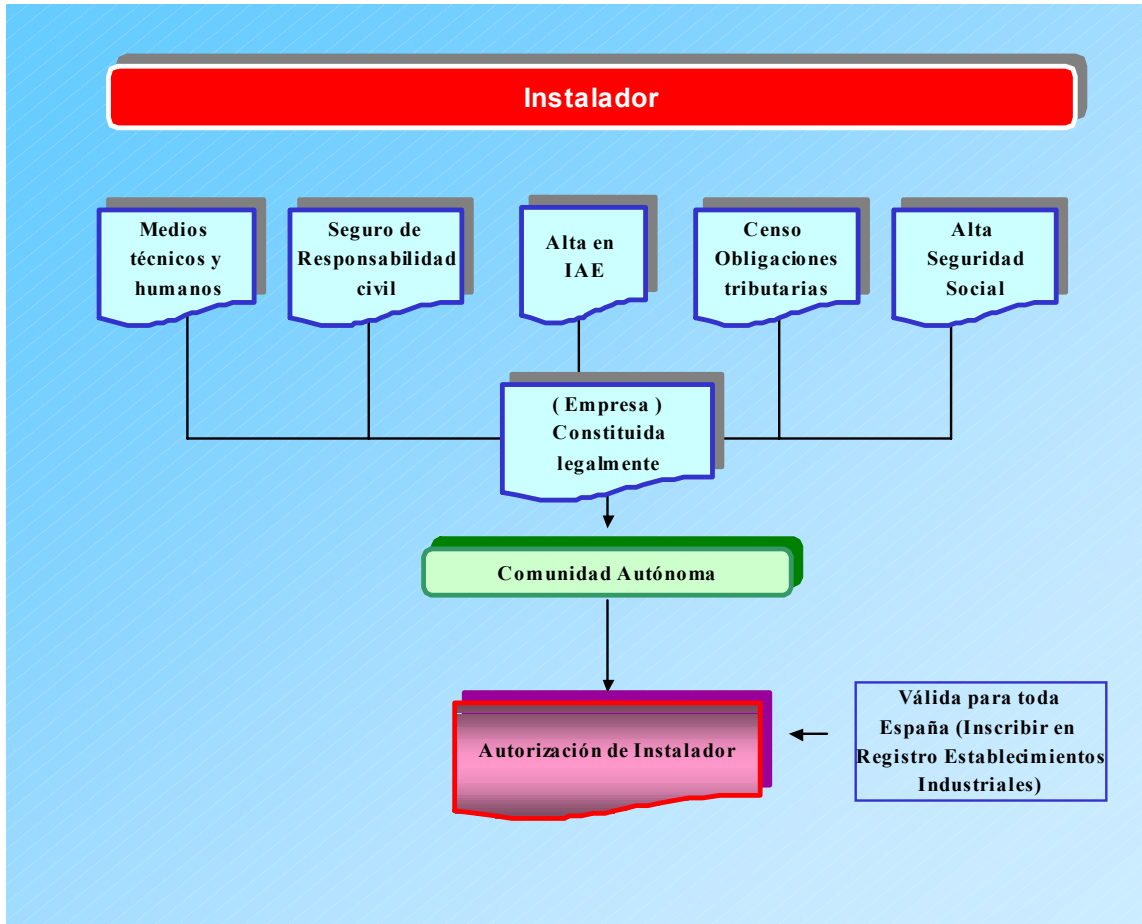 Instalador
Medios
técnicos y
humanos
Seguro de
Responsabilidad
civil
Alta en
IAE
Censo
Obligaciones
tributarias
Alta
Seguridad
Social
( Empresa )
Constituida
legalmente
Comunidad Autónoma
Autorización de Instalador
Válida para toda
España (Inscribir en
Registro Establecimientos
Industriales)